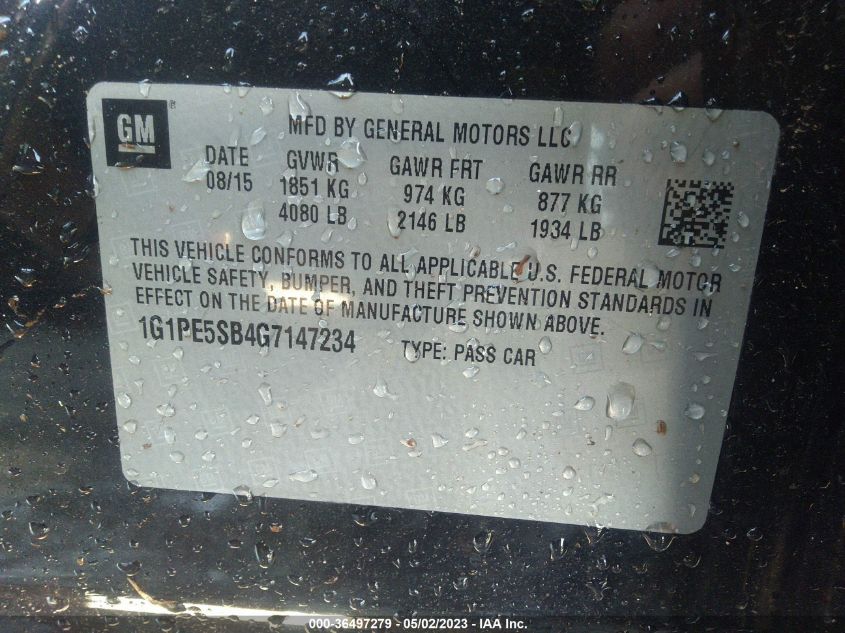 GM ®
MFD BY GENERAL MOTORS LLC
DATE GVWR GAWR FRT GAWR RR
08/15 1851 KG 974 KG 877 KG
4080 LB 2146 LB 1934 LB
THIS VEHICLE CONFORMS TO ALL APPLICABLE U.S. FEDERAL MOTOR
VEHICLE SAFETY, BUMPER, AND THEFT PREVENTION STANDARDS IN
EFFECT ON THE DATE OF MANUFACTURE SHOWN ABOVE.
1G1PE5SB4G7147234 TYPE: PASS CAR
000-36497279 - 05/02/2023 - IAA Inc.